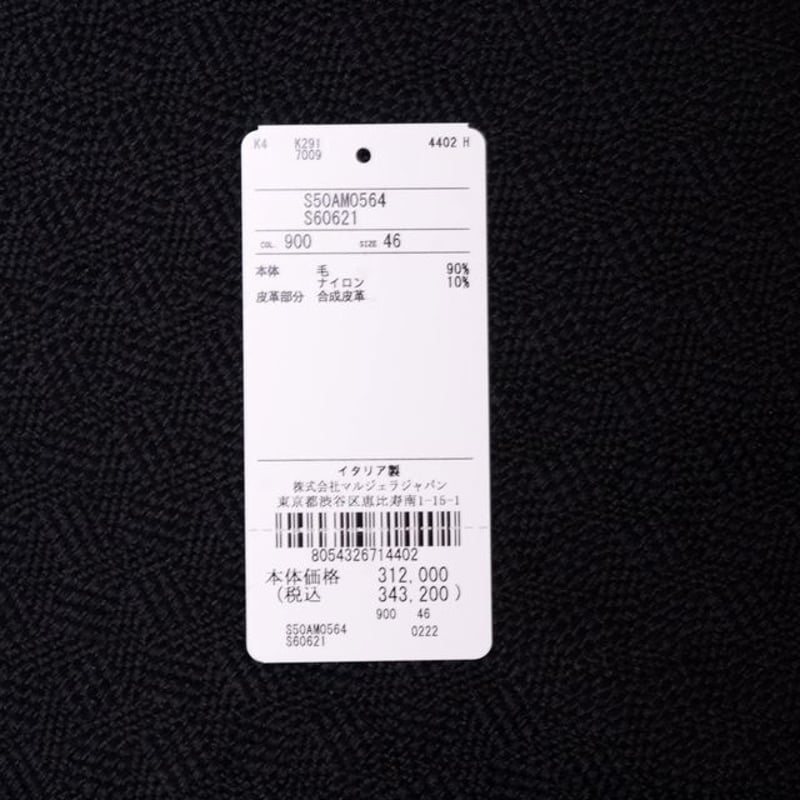 K4 K291 4402 H
7009
S50AM0564
S60621
COL. 900 SIZE 46
本体 毛 90%
ナイロン 10%
皮革部分 合成皮革
イタリア製
株式会社マルジェラジャパン
東京都渋谷区恵比寿南1-15-1
8054326714402
本体価格 312,000
(税込 343,200)
900 46
S50AM0564 0222
S60621